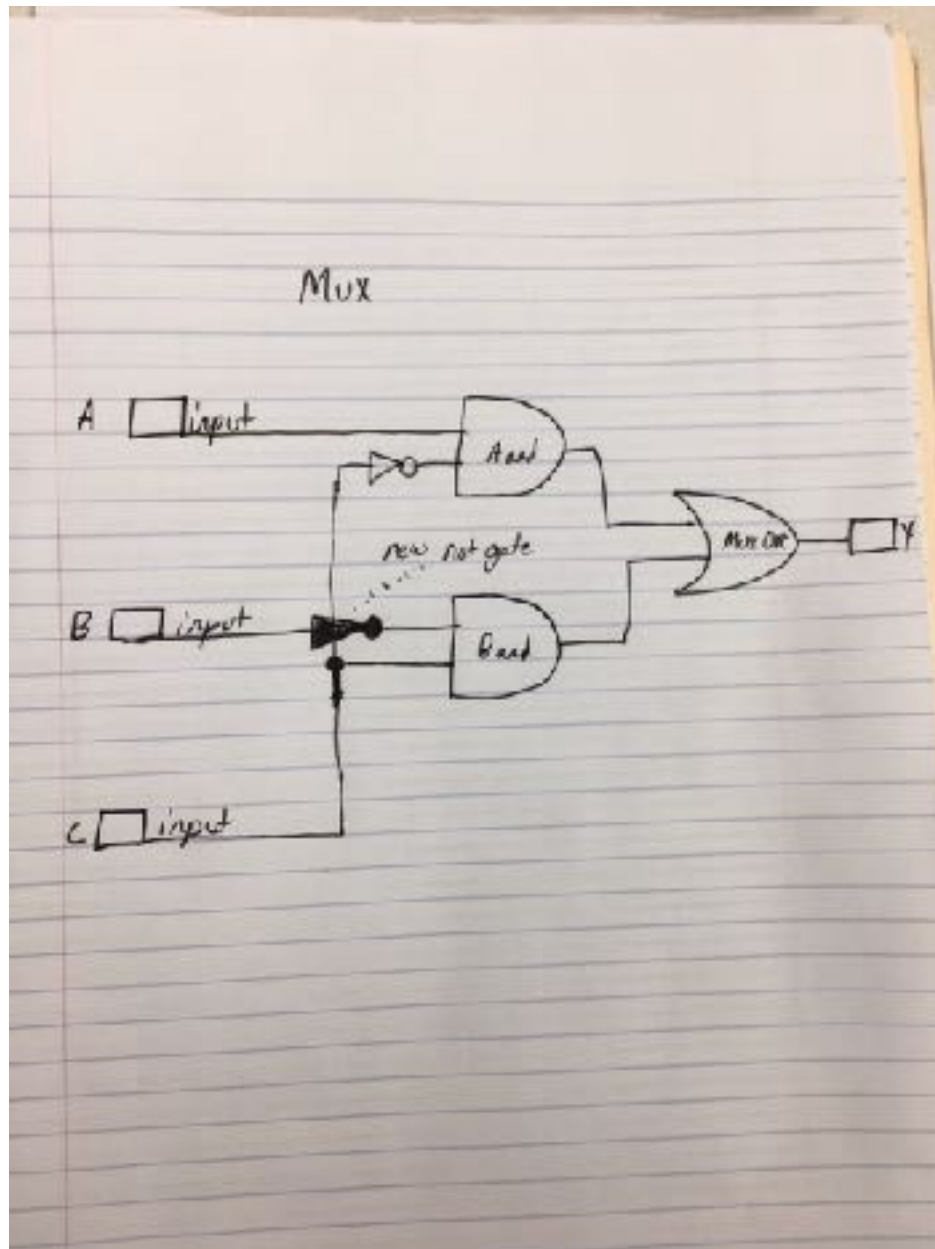 Mux
A input
A and
new not gate
Mux OR Y
B input
B and
C input